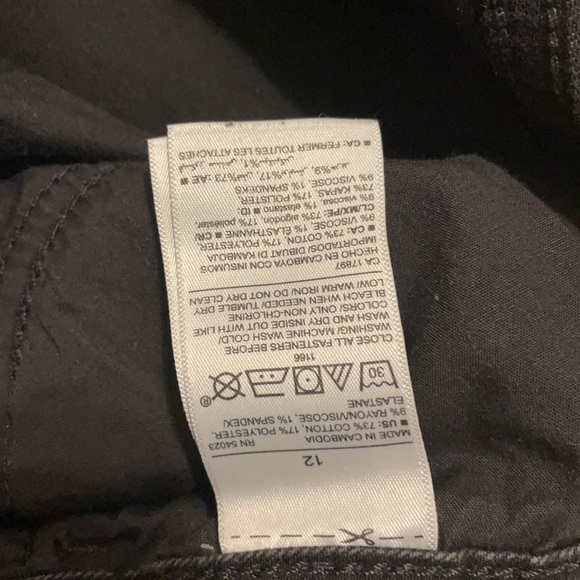 12
MADE IN CAMBODIA RN 54023
■ US: 73% COTTON, 17% POLYESTER,
9% RAYON/VISCOSE, 1% SPANDEX/
ELASTANE
30
1166
CLOSE ALL FASTENERS BEFORE
WASHING/ MACHINE WASH COLD/
WASH AND DRY INSIDE OUT WITH LIKE
COLORS/ ONLY NON-CHLORINE
BLEACH WHEN NEEDED/ TUMBLE DRY
LOW/ WARM IRON/ DO NOT DRY CLEAN
CA 17897
HECHO EN CAMBOYA CON INSUMOS
IMPORTADOS/ DIBUAT DI KAMBOJA
■ CA: 73% COTTON, 17% POLYESTER,
9% VISCOSE, 1% ELASTHANNE ■ CR/
CL/MX/PE: 73% algodón, 17% poliéster,
9% viscosa, 1% elastano ■ ID:
73% KAPAS, 17% POLISTER,
9% VISCOSE, 1% SPANDEKS
■ CA: FERMER TOUTES LES ATTACHES